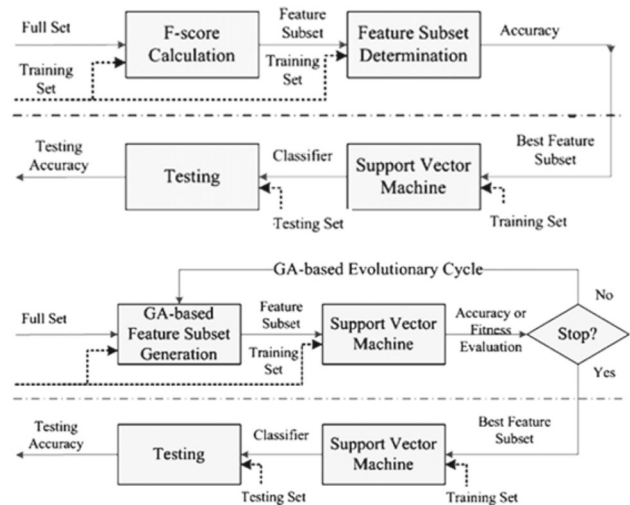 Full Set
Training
Set
F-score
Calculation
Feature
Subset
Training
Set
Feature Subset
Determination
Accuracy
Testing
Accuracy
Testing
Classifier
Testing Set
Support Vector
Machine
Best Feature
Subset
Training Set
GA-based Evolutionary Cycle
Full Set
GA-based
Feature Subset
Generation
Feature
Subset
Training
Set
Support Vector
Machine
Accuracy or
Fitness
Evaluation
Stop?
No
Yes
Testing
Accuracy
Testing
Classifier
Testing Set
Support Vector
Machine
Best Feature
Subset
Training Set